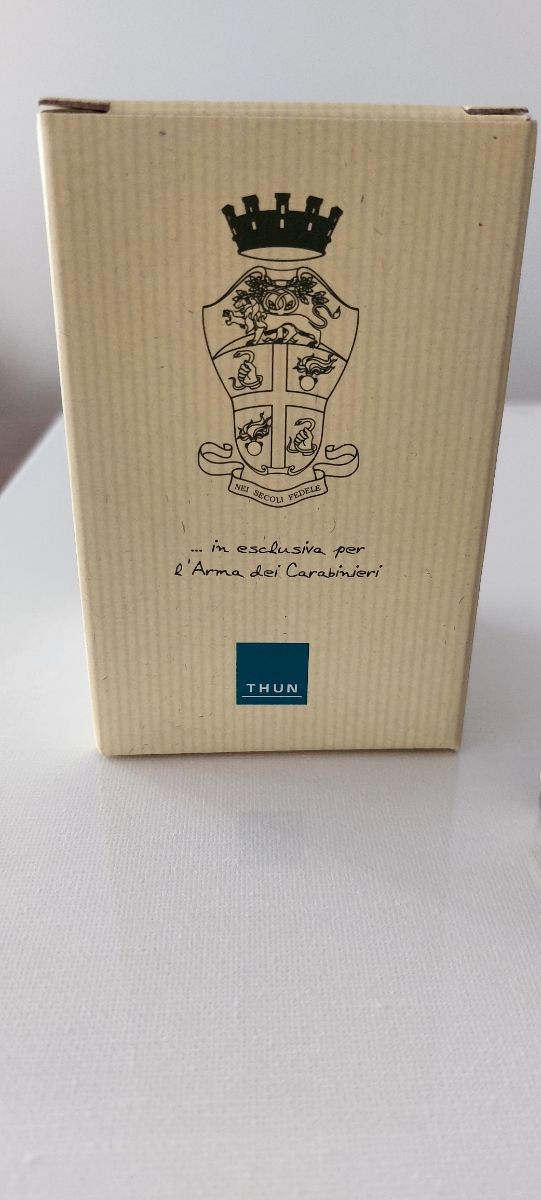 NEI SECOLI FEDELE
... in esclusiva per
l'Arma dei Carabinieri
THUN